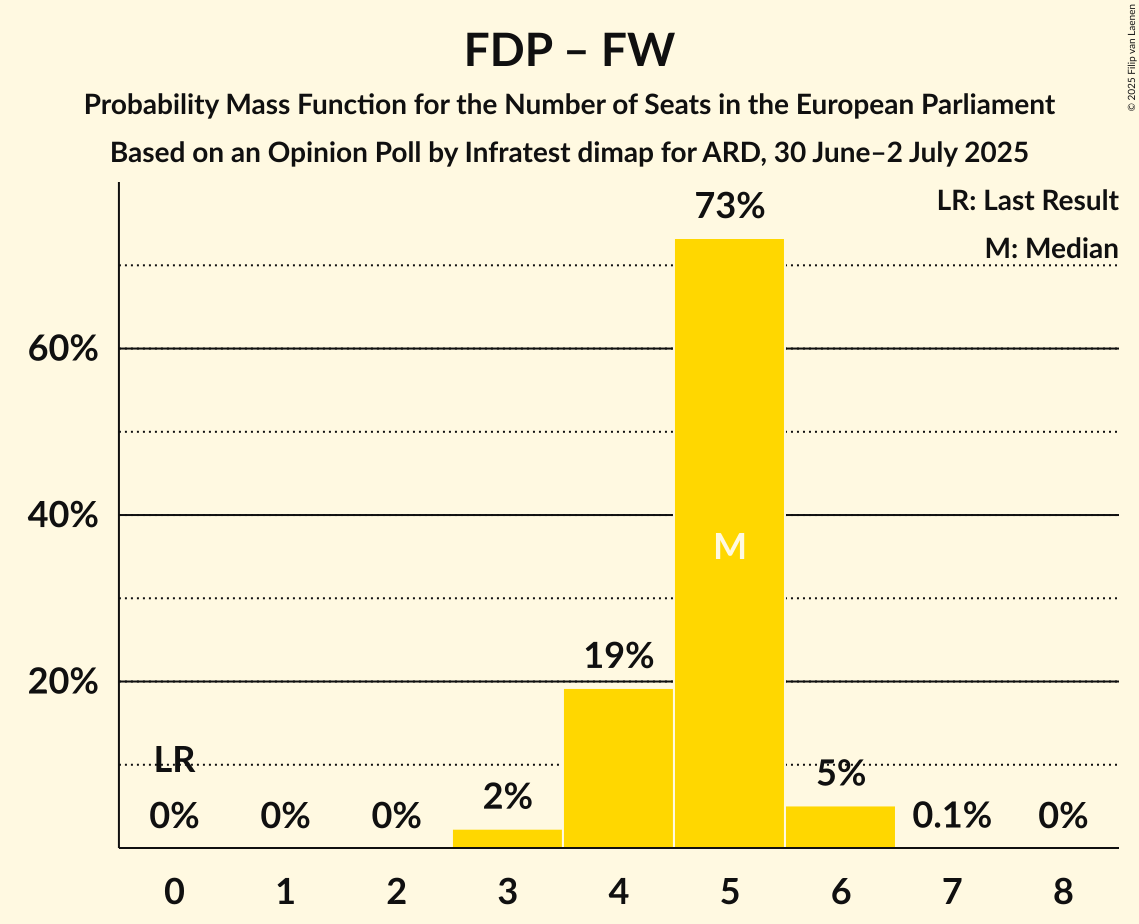 FDP – FW
Probability Mass Function for the Number of Seats in the European Parliament
Based on an Opinion Poll by Infratest dimap for ARD, 30 June–2 July 2025
© 2025 Filip van Laenen
LR: Last Result
M: Median
73%
60%
40%
M
19%
20%
LR
0%
0%
0%
2%
5%
0.1%
0%
0 1 2 3 4 5 6 7 8